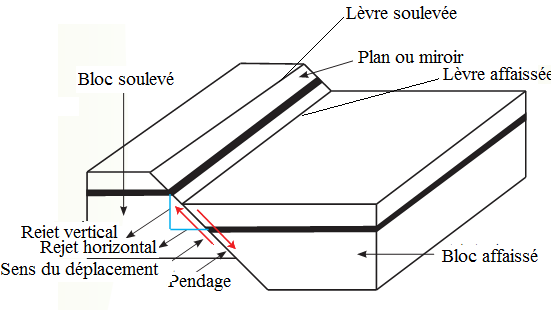 Lèvre soulevée
Plan ou miroir
Lèvre affaissée
Bloc soulevé
Rejet vertical
Rejet horizontal
Sens du déplacement
Pendage
Bloc affaissé